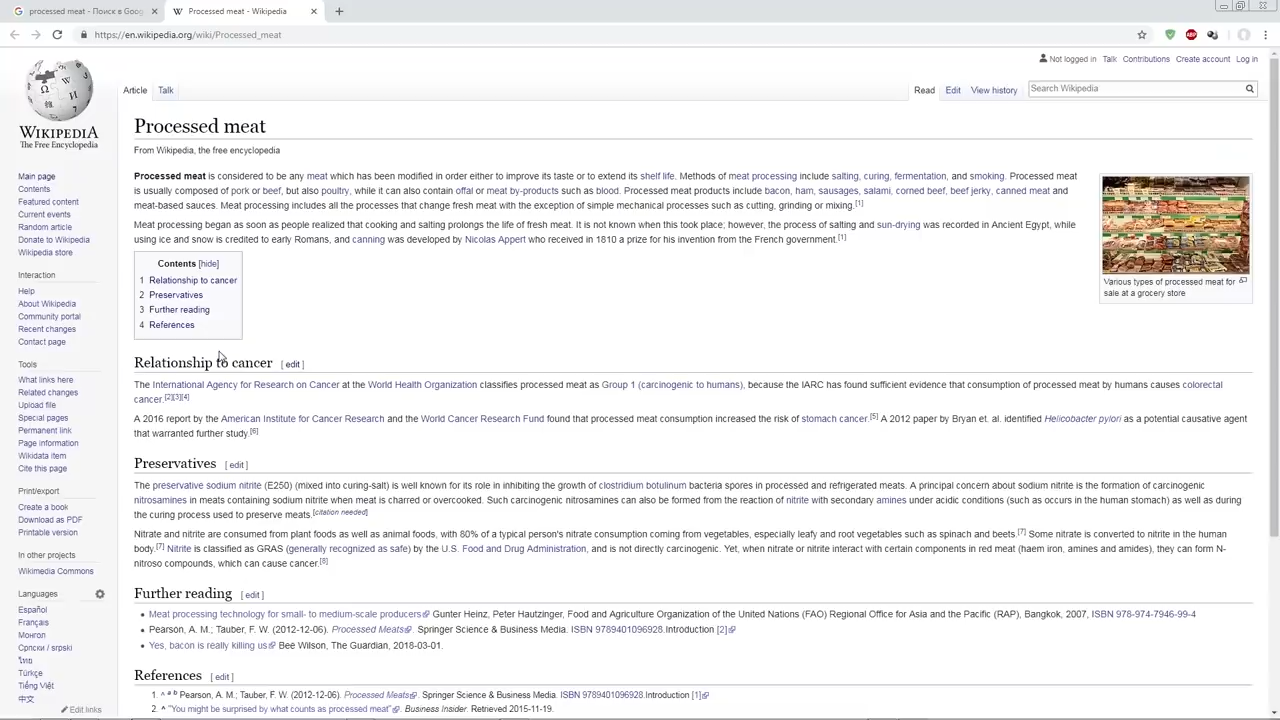 processed meat - Поиск в Goog
Processed meat - Wikipedia
https://en.wikipedia.org/wiki/Processed_meat
ABP
Not logged in Talk Contributions Create account Log in
Article Talk Read Edit View history Search Wikipedia
WIKIPEDIA
The Free Encyclopedia
Main page
Contents
Featured content
Current events
Random article
Donate to Wikipedia
Wikipedia store
Interaction
Help
About Wikipedia
Community portal
Recent changes
Contact page
Tools
What links here
Related changes
Upload file
Special pages
Permanent link
Page information
Wikidata item
Cite this page
Print/export
Create a book
Download as PDF
Printable version
In other projects
Wikimedia Commons
Languages
Español
Français
Монгол
Српски / srpski
ไทย
Türkçe
Tiếng Việt
中文
Edit links
Processed meat
From Wikipedia, the free encyclopedia
Processed meat is considered to be any meat which has been modified in order either to improve its taste or to extend its shelf life. Methods of meat processing include salting, curing, fermentation, and smoking. Processed meat
is usually composed of pork or beef, but also poultry, while it can also contain offal or meat by-products such as blood. Processed meat products include bacon, ham, sausages, salami, corned beef, beef jerky, canned meat and
meat-based sauces. Meat processing includes all the processes that change fresh meat with the exception of simple mechanical processes such as cutting, grinding or mixing.[1]
Meat processing began as soon as people realized that cooking and salting prolongs the life of fresh meat. It is not known when this took place; however, the process of salting and sun-drying was recorded in Ancient Egypt, while
using ice and snow is credited to early Romans, and canning was developed by Nicolas Appert who received in 1810 a prize for his invention from the French government.[1]
Various types of processed meat for
sale at a grocery store
Contents [hide]
1 Relationship to cancer
2 Preservatives
3 Further reading
4 References
Relationship to cancer [ edit ]
The International Agency for Research on Cancer at the World Health Organization classifies processed meat as Group 1 (carcinogenic to humans), because the IARC has found sufficient evidence that consumption of processed meat by humans causes colorectal
cancer.[2][3][4]
A 2016 report by the American Institute for Cancer Research and the World Cancer Research Fund found that processed meat consumption increased the risk of stomach cancer.[5] A 2012 paper by Bryan et. al. identified Helicobacter pylori as a potential causative agent
that warranted further study.[6]
Preservatives [ edit ]
The preservative sodium nitrite (E250) (mixed into curing-salt) is well known for its role in inhibiting the growth of clostridium botulinum bacteria spores in processed and refrigerated meats. A principal concern about sodium nitrite is the formation of carcinogenic
nitrosamines in meats containing sodium nitrite when meat is charred or overcooked. Such carcinogenic nitrosamines can also be formed from the reaction of nitrite with secondary amines under acidic conditions (such as occurs in the human stomach) as well as during
the curing process used to preserve meats.[citation needed]
Nitrate and nitrite are consumed from plant foods as well as animal foods, with 80% of a typical person's nitrate consumption coming from vegetables, especially leafy and root vegetables such as spinach and beets.[7] Some nitrate is converted to nitrite in the human
body.[7] Nitrite is classified as GRAS (generally recognized as safe) by the U.S. Food and Drug Administration, and is not directly carcinogenic. Yet, when nitrate or nitrite interact with certain components in red meat (haem iron, amines and amides), they can form N-
nitroso compounds, which can cause cancer.[8]
Further reading [ edit ]
Meat processing technology for small- to medium-scale producers Gunter Heinz, Peter Hautzinger, Food and Agriculture Organization of the United Nations (FAO) Regional Office for Asia and the Pacific (RAP), Bangkok, 2007, ISBN 978-974-7946-99-4
Pearson, A. M.; Tauber, F. W. (2012-12-06). Processed Meats. Springer Science & Business Media. ISBN 9789401096928.Introduction [2]
Yes, bacon is really killing us Bee Wilson, The Guardian, 2018-03-01.
References [ edit ]
1. ^ a b Pearson, A. M.; Tauber, F. W. (2012-12-06). Processed Meats. Springer Science & Business Media. ISBN 9789401096928.Introduction [1]
2. ^ "You might be surprised by what counts as processed meat". Business Insider. Retrieved 2015-11-19.